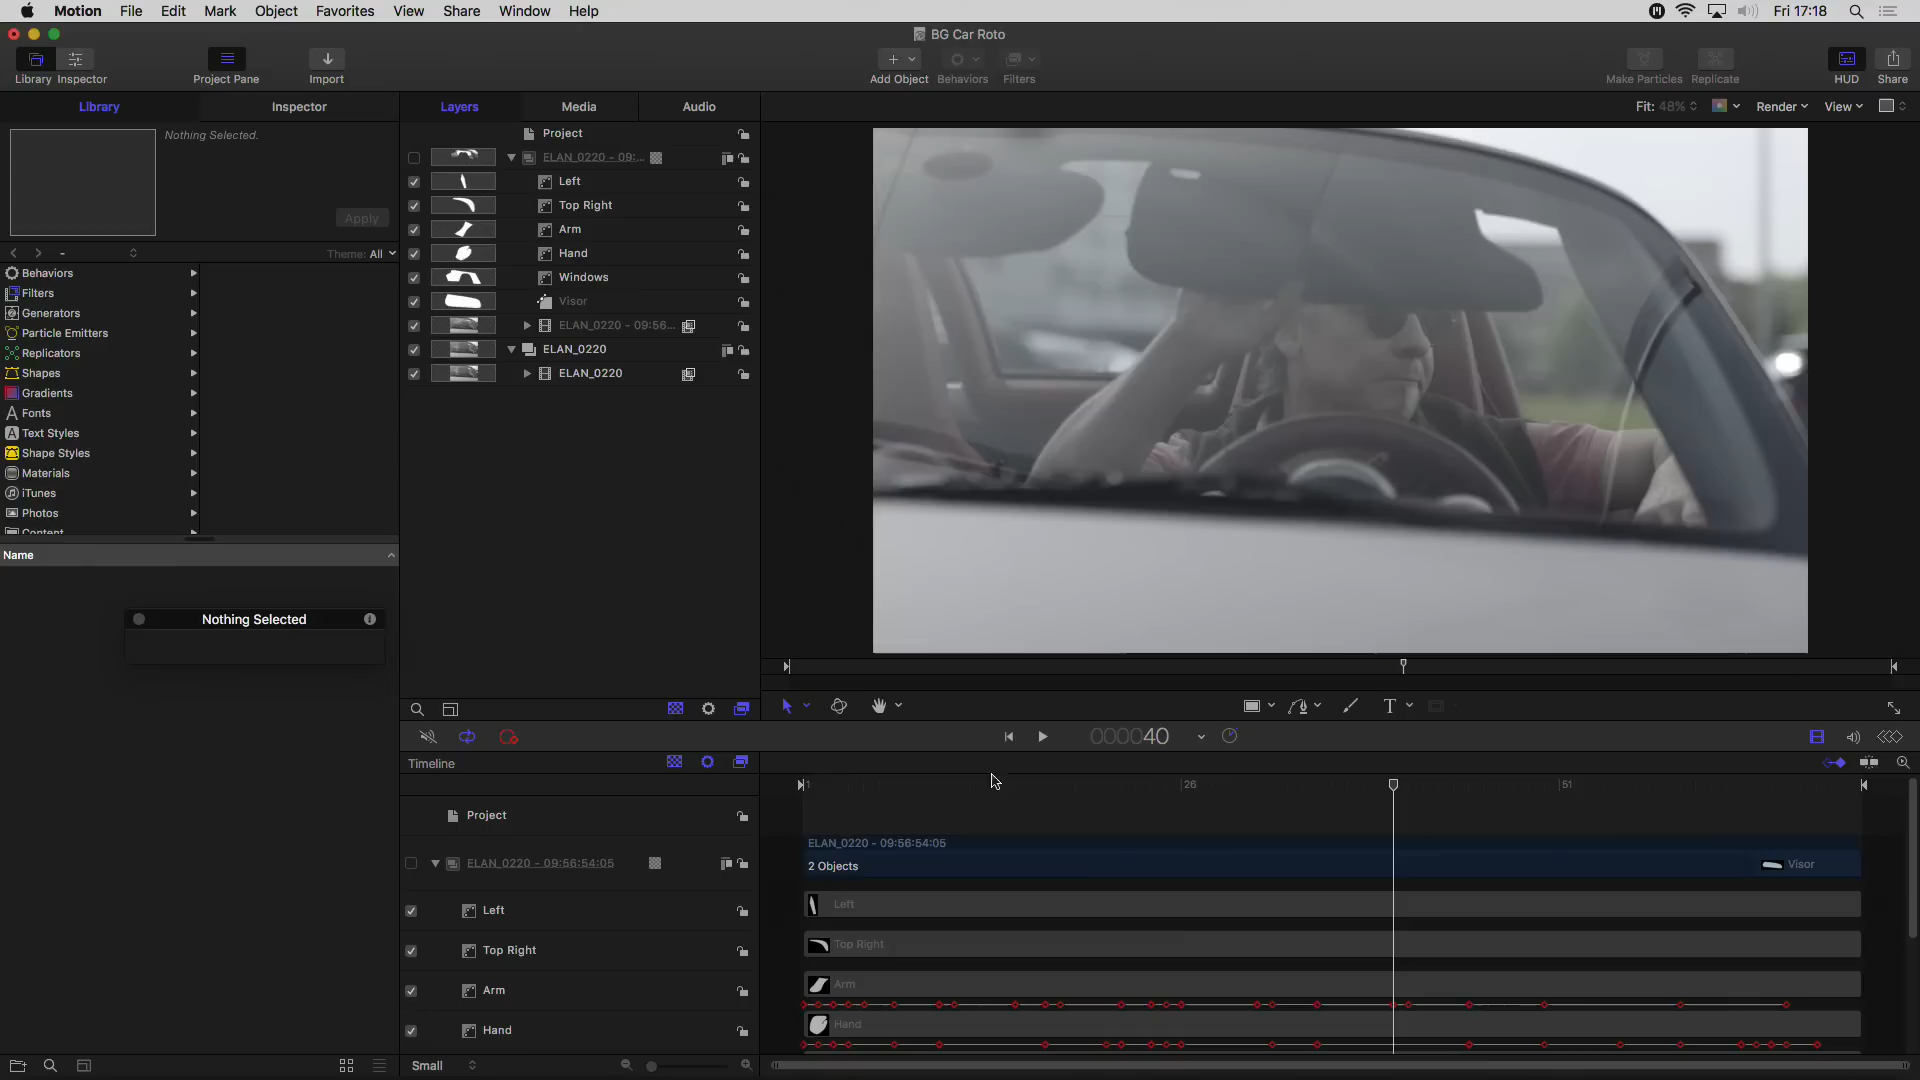 Motion File Edit Mark Object Favorites View Share Window Help
Fri 17:18
BG Car Roto
Library Inspector
Project Pane
Import
Add Object
Behaviors
Filters
Make Particles
Replicate
HUD
Share
Library
Inspector
Layers
Media
Audio
Fit: 48%
Render
View
Nothing Selected.
Apply
Theme: All
Behaviors
Filters
Generators
Particle Emitters
Replicators
Shapes
Gradients
Fonts
Text Styles
Shape Styles
Materials
iTunes
Photos
Content
Name
Nothing Selected
Project
ELAN_0220 - 09:...
Left
Top Right
Arm
Hand
Windows
Visor
ELAN_0220 - 09:56...
ELAN_0220
ELAN_0220
T
000040
Timeline
1
26
51
Project
ELAN_0220 - 09:56:54:05
2 Objects
Visor
ELAN_0220 - 09:56:54:05
Left
Left
Top Right
Top Right
Arm
Arm
Hand
Hand
Small